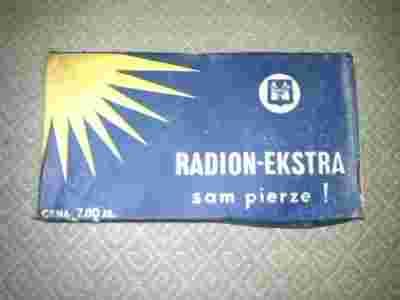 RADION-EKSTRA
sam pierze !
CENA 7.00 zł.